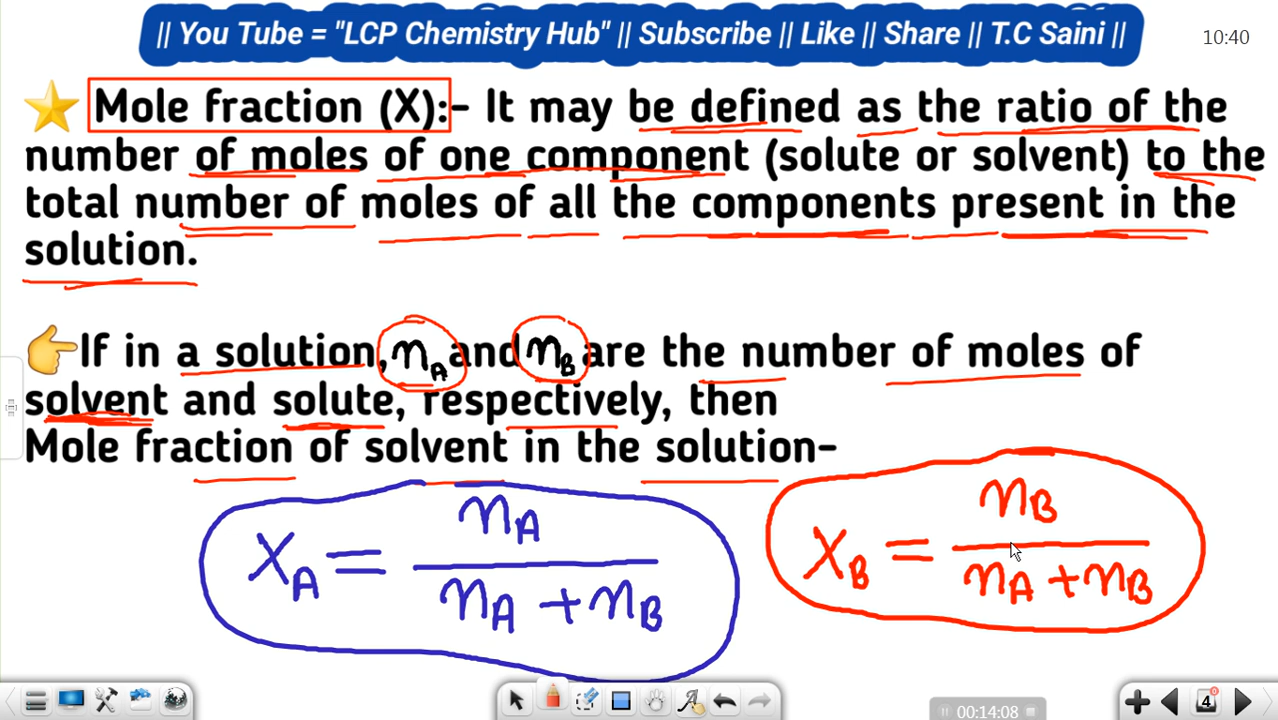 || You Tube = "LCP Chemistry Hub" || Subscribe || Like || Share || T.C Saini ||
10:40
Mole fraction (X):- It may be defined as the ratio of the
number of moles of one component (solute or solvent) to the
total number of moles of all the components present in the
solution.
If in a solution, nA and nB are the number of moles of
solvent and solute, respectively, then
Mole fraction of solvent in the solution-
XA = nA / nA + nB
XB = nB / nA + nB
4
00:14:08